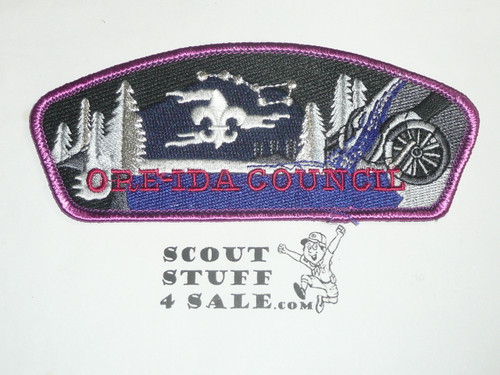 ORE-IDA COUNCIL
SCOUT
STUFF
4 SALE.COM